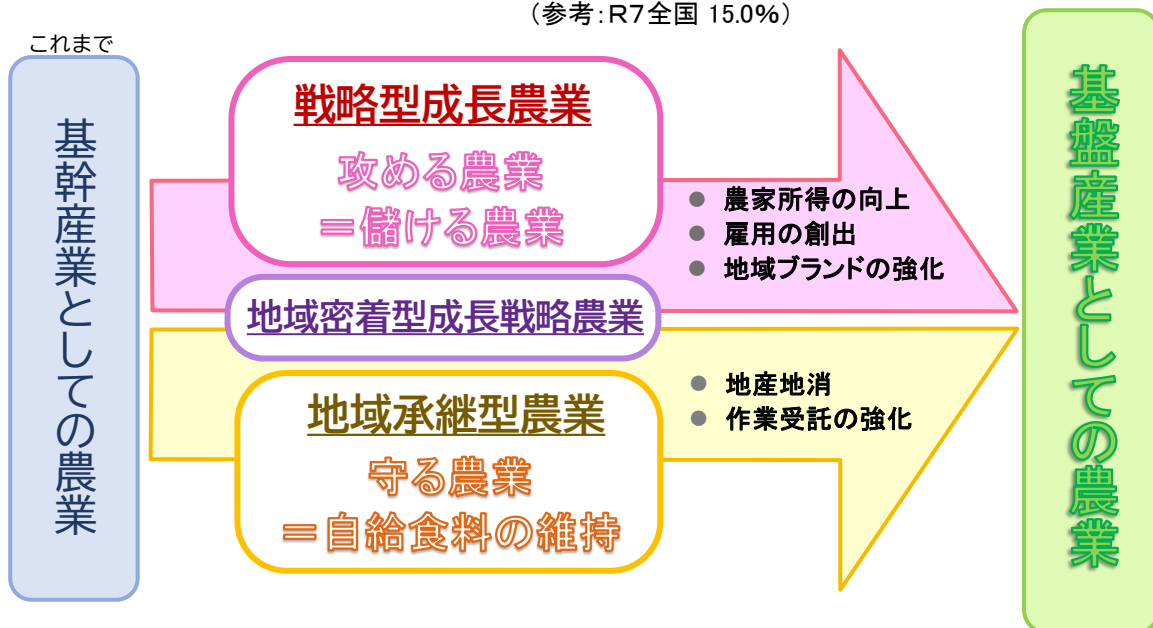 （参考:R7全国 15.0%）
これまで
基幹産業としての農業
戦略型成長農業
攻める農業
＝儲ける農業
● 農家所得の向上
● 雇用の創出
● 地域ブランドの強化
地域密着型成長戦略農業
地域承継型農業
守る農業
＝自給食料の維持
● 地産地消
● 作業受託の強化
基盤産業としての農業